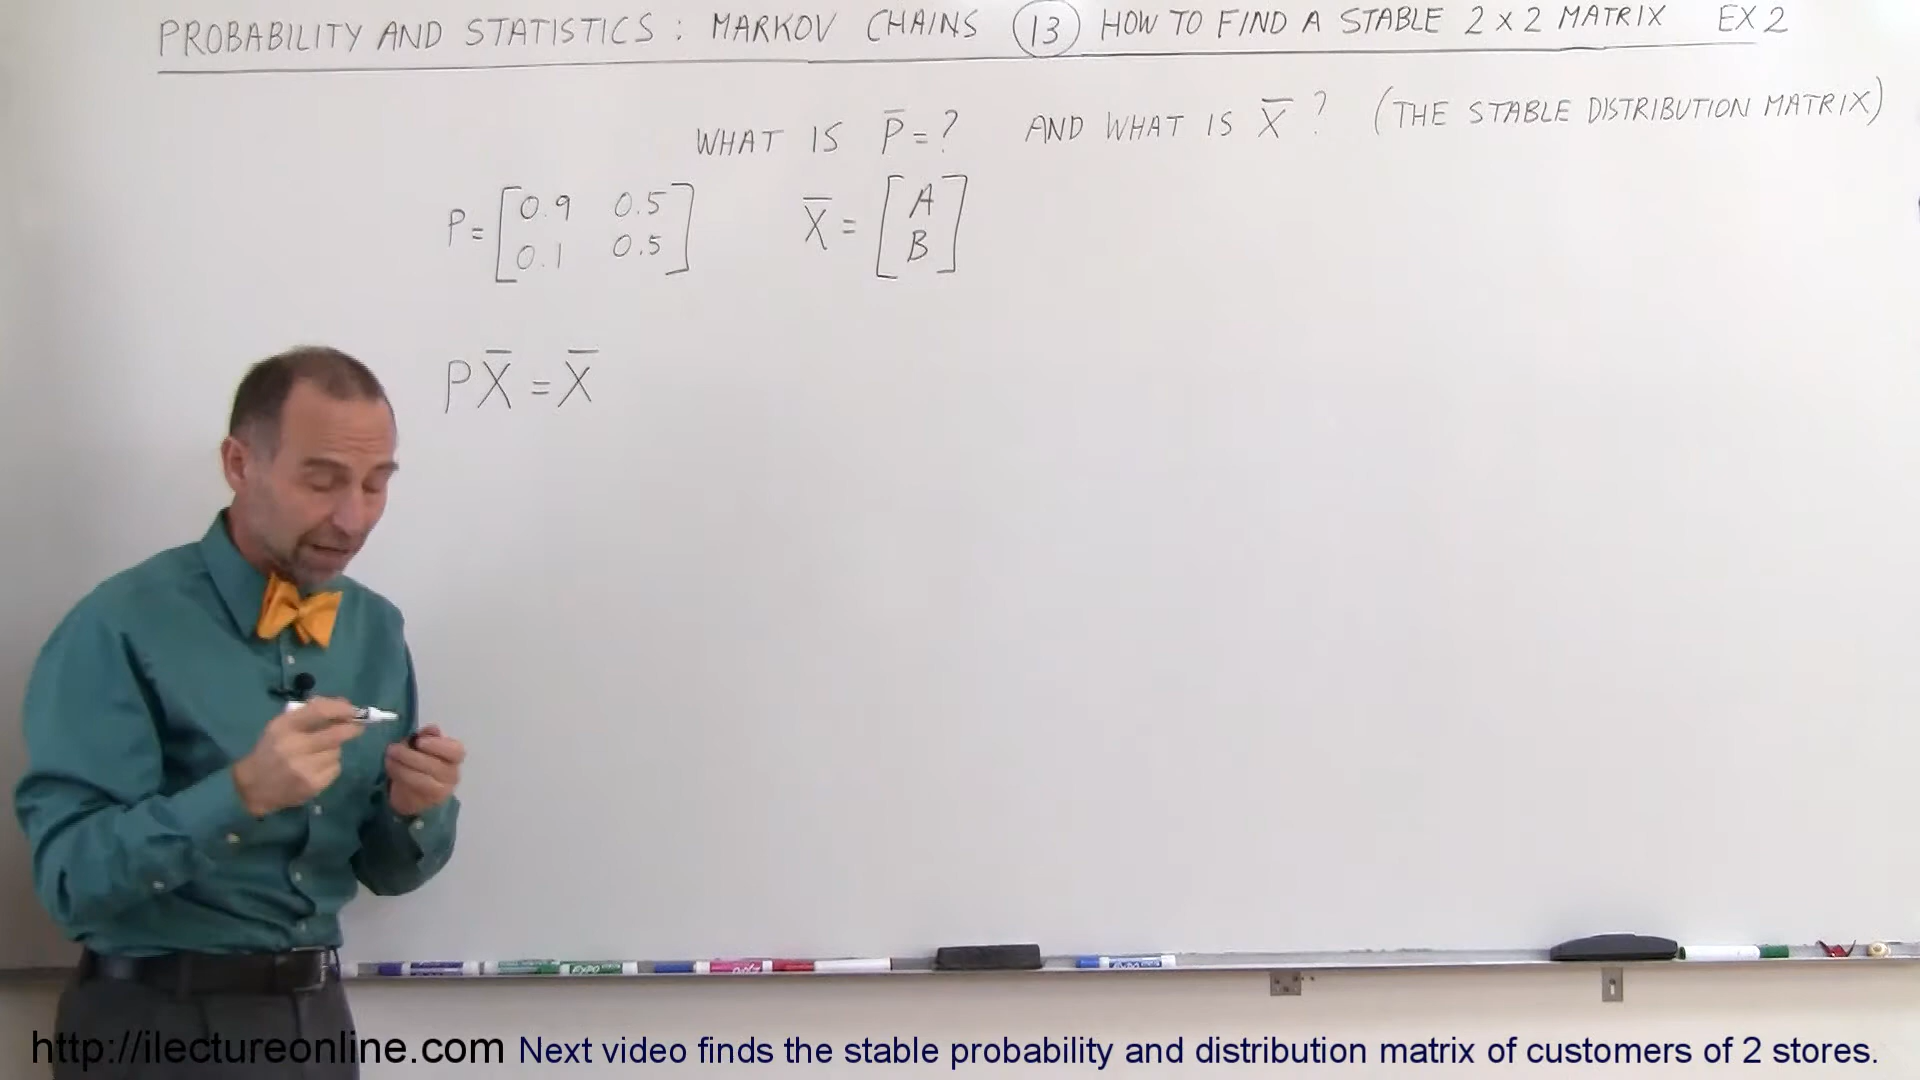 PROBABILITY AND STATISTICS: MARKOV CHAINS 13 HOW TO FIND A STABLE 2x2 MATRIX EX 2
WHAT IS P̅=? AND WHAT IS X̅? (THE STABLE DISTRIBUTION MATRIX)
P=[0.9 0.5
0.1 0.5]
X̅=[A
B]
PX̅=X̅
EXPO
http://ilectureonline.com Next video finds the stable probability and distribution matrix of customers of 2 stores.